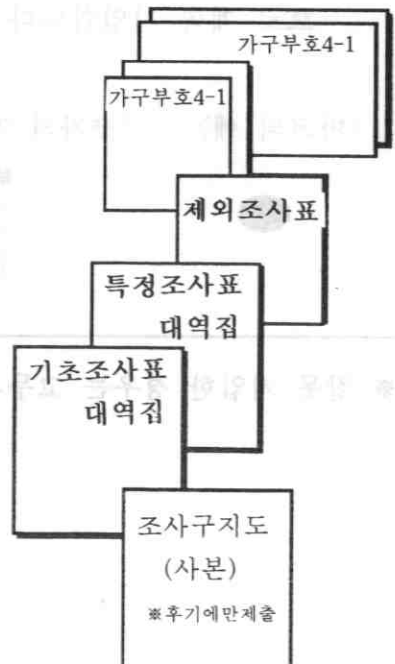 가구부호4-1
가구부호4-1
제외조사표
특정조사표
대역집
기초조사표
대역집
조사구지도
(사본)
※후기에만제출